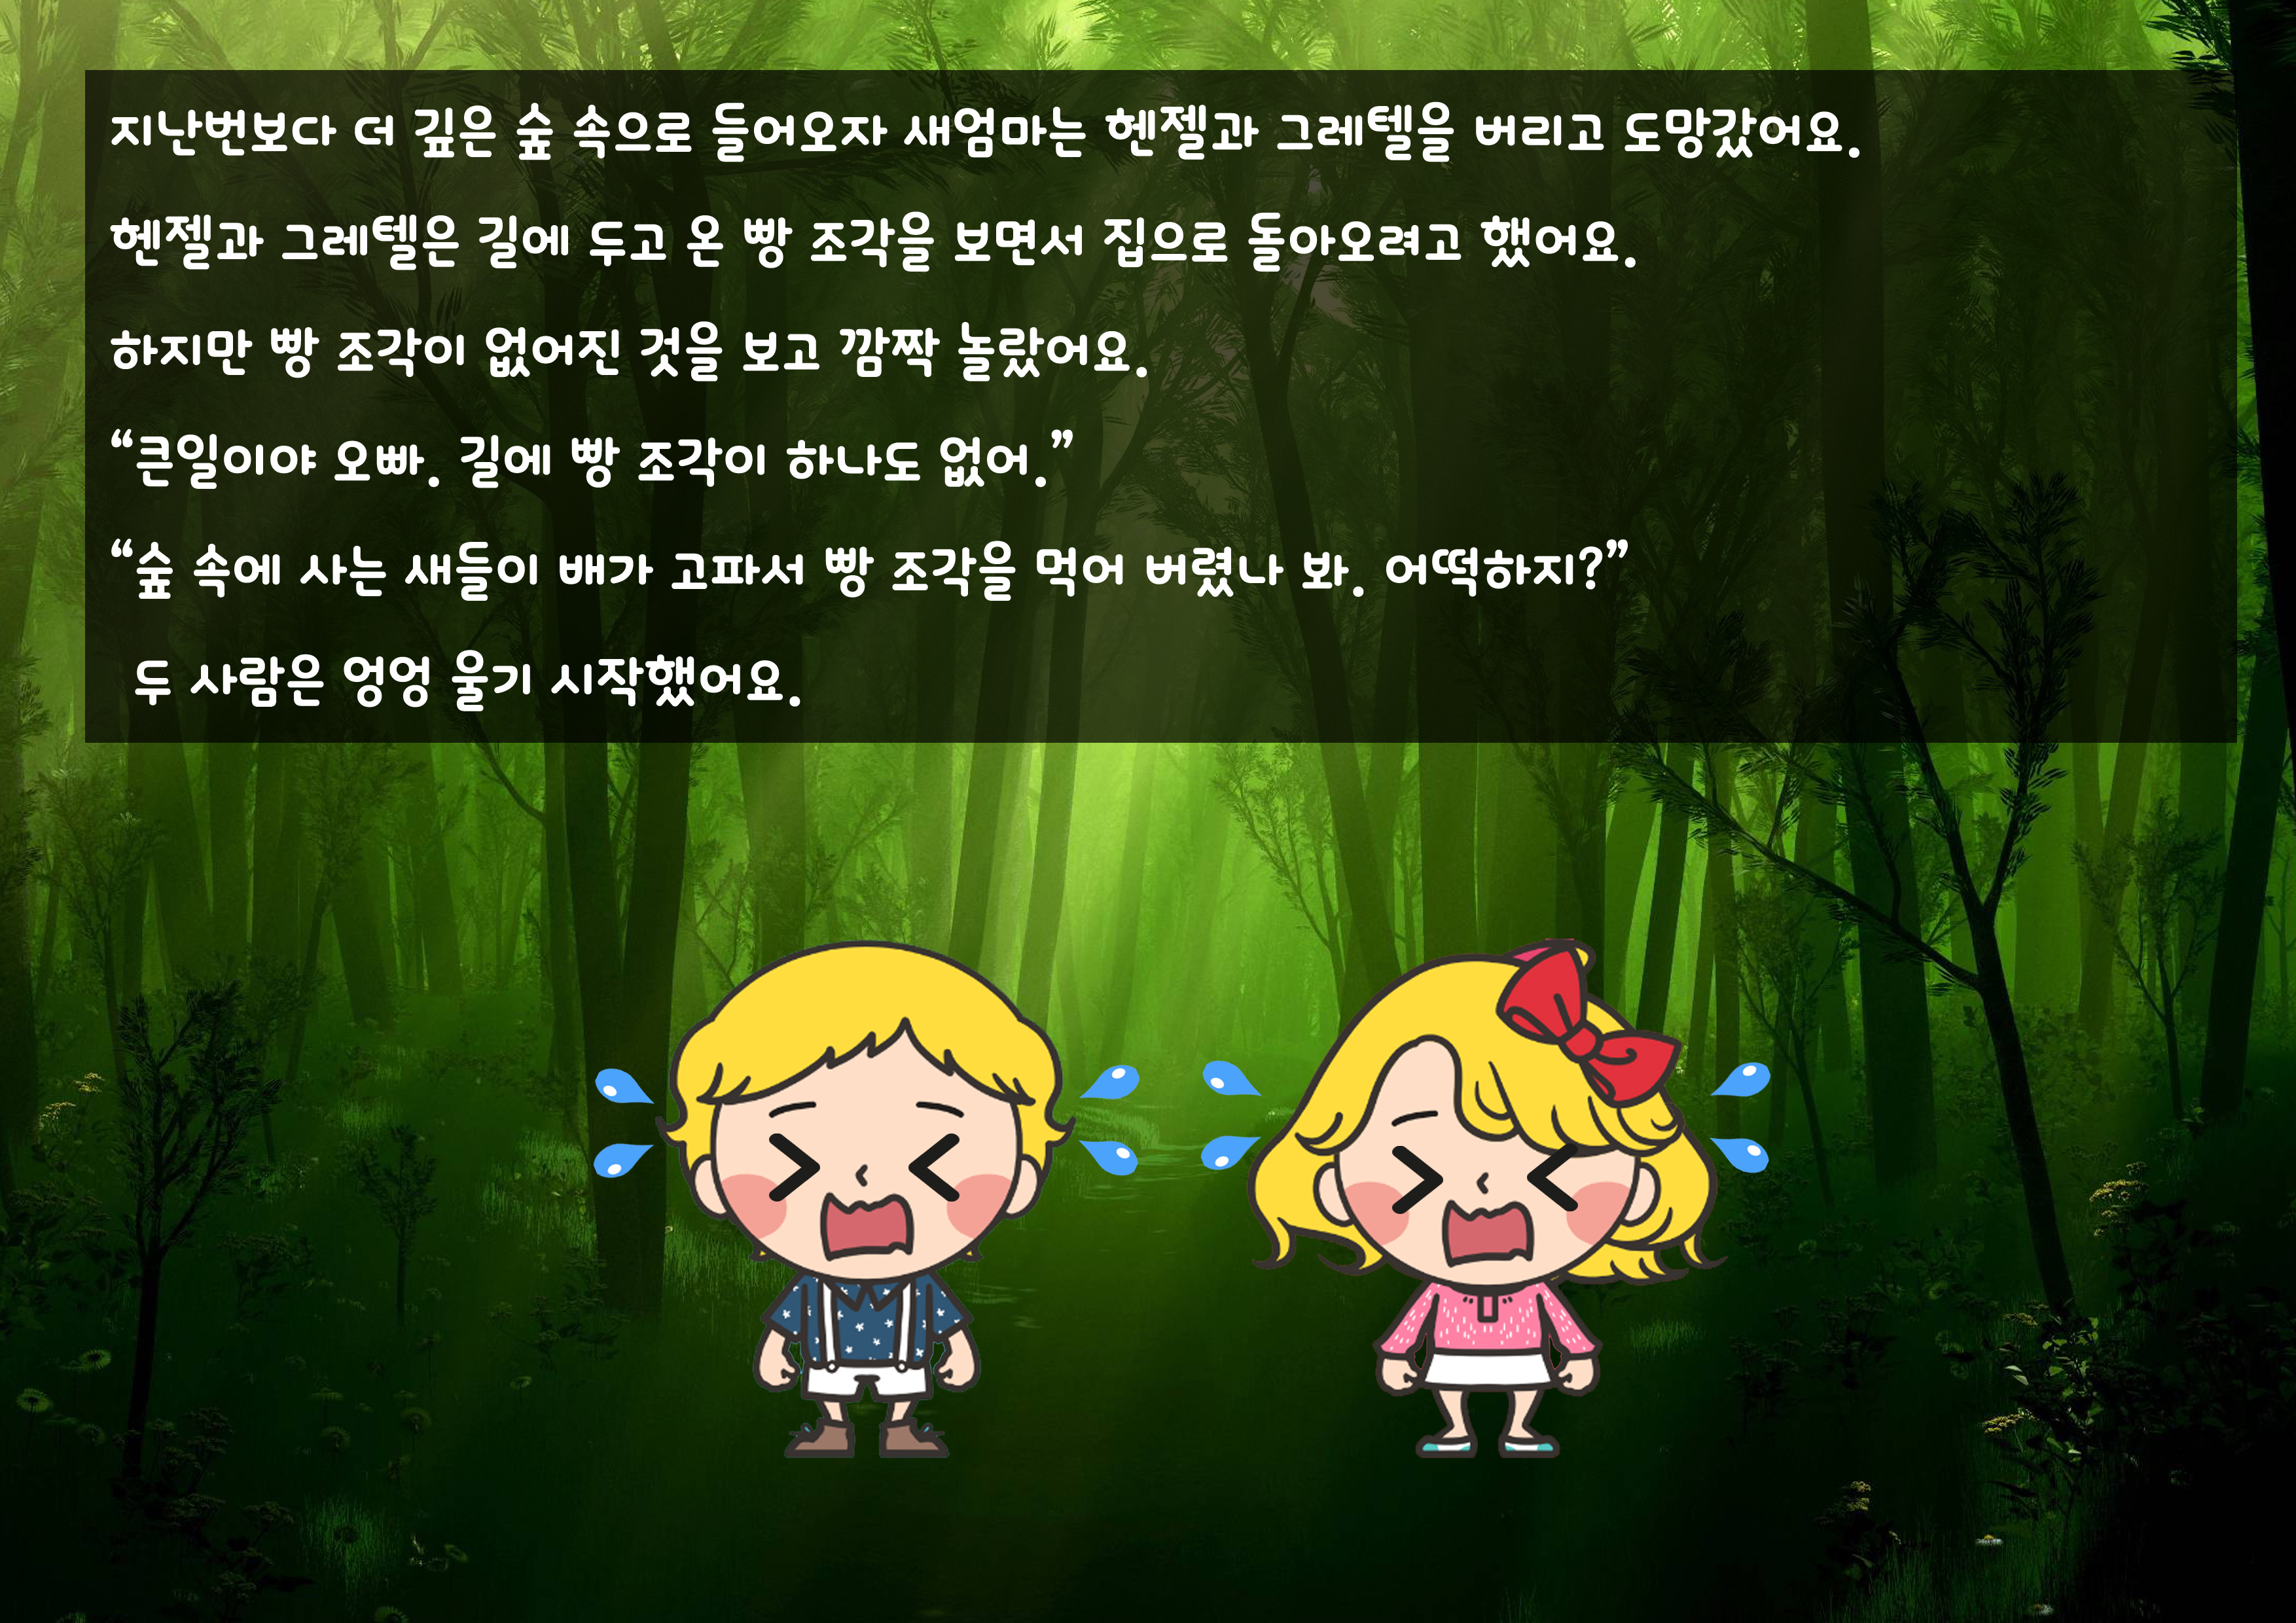 지난번보다 더 깊은 숲 속으로 들어오자 새엄마는 헨젤과 그레텔을 버리고 도망갔어요.
헨젤과 그레텔은 길에 두고 온 빵 조각을 보면서 집으로 돌아오려고 했어요.
하지만 빵 조각이 없어진 것을 보고 깜짝 놀랐어요.
“큰일이야 오빠. 길에 빵 조각이 하나도 없어.”
“숲 속에 사는 새들이 배가 고파서 빵 조각을 먹어 버렸나 봐. 어떡하지?”
두 사람은 엉엉 울기 시작했어요.